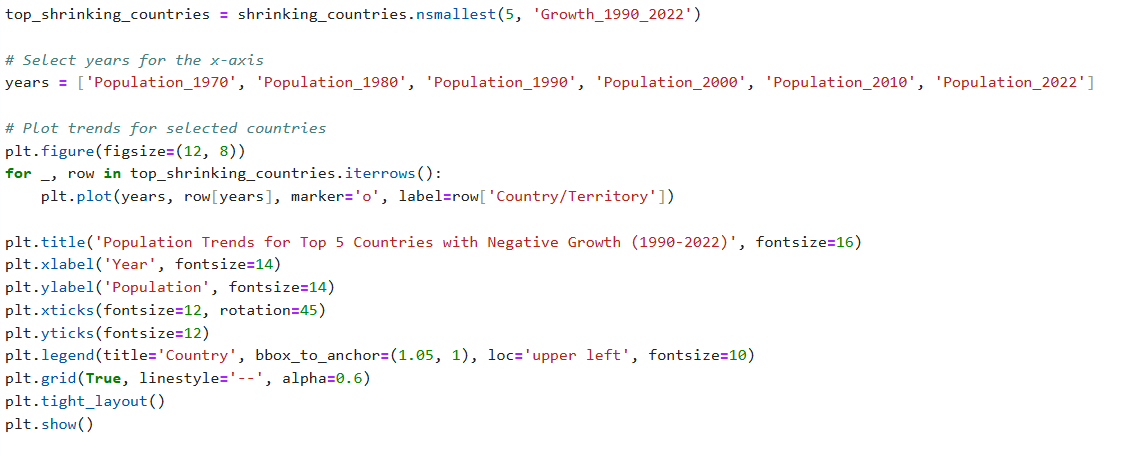 top_shrinking_countries = shrinking_countries.nsmallest(5, 'Growth_1990_2022')

# Select years for the x-axis
years = ['Population_1970', 'Population_1980', 'Population_1990', 'Population_2000', 'Population_2010', 'Population_2022']

# Plot trends for selected countries
plt.figure(figsize=(12, 8))
for _, row in top_shrinking_countries.iterrows():
    plt.plot(years, row[years], marker='o', label=row['Country/Territory'])

plt.title('Population Trends for Top 5 Countries with Negative Growth (1990-2022)', fontsize=16)
plt.xlabel('Year', fontsize=14)
plt.ylabel('Population', fontsize=14)
plt.xticks(fontsize=12, rotation=45)
plt.yticks(fontsize=12)
plt.legend(title='Country', bbox_to_anchor=(1.05, 1), loc='upper left', fontsize=10)
plt.grid(True, linestyle='--', alpha=0.6)
plt.tight_layout()
plt.show()